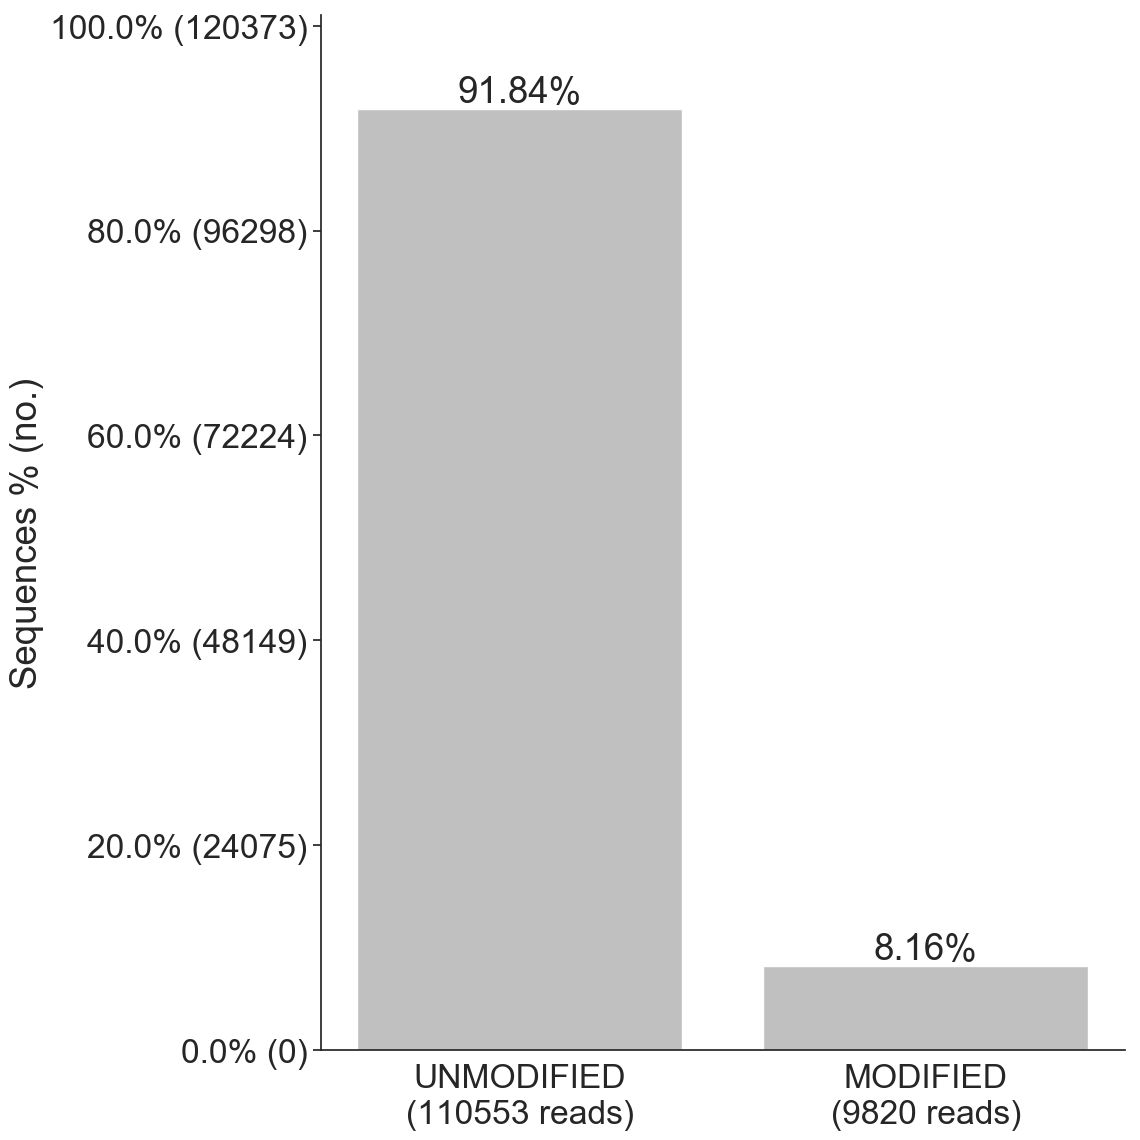 100.0% (120373)
91.84%
80.0% (96298)
60.0% (72224)
Sequences % (no.)
40.0% (48149)
20.0% (24075)
8.16%
0.0% (0)
UNMODIFIED
(110553 reads)
MODIFIED
(9820 reads)